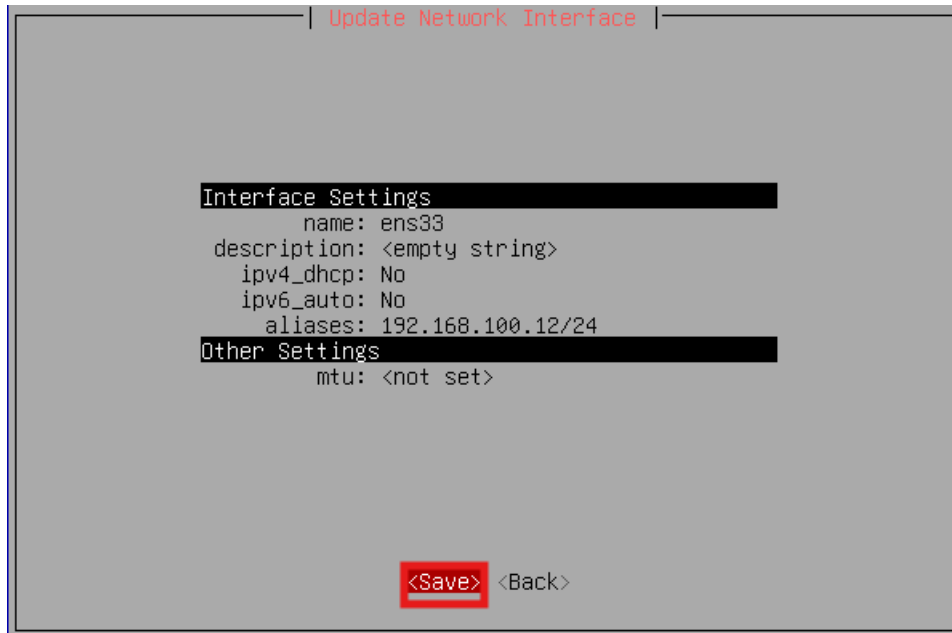 Update Network Interface
Interface Settings
name: ens33
description: <empty string>
ipv4_dhcp: No
ipv6_auto: No
aliases: 192.168.100.12/24
Other Settings
mtu: <not set>
<Save> <Back>